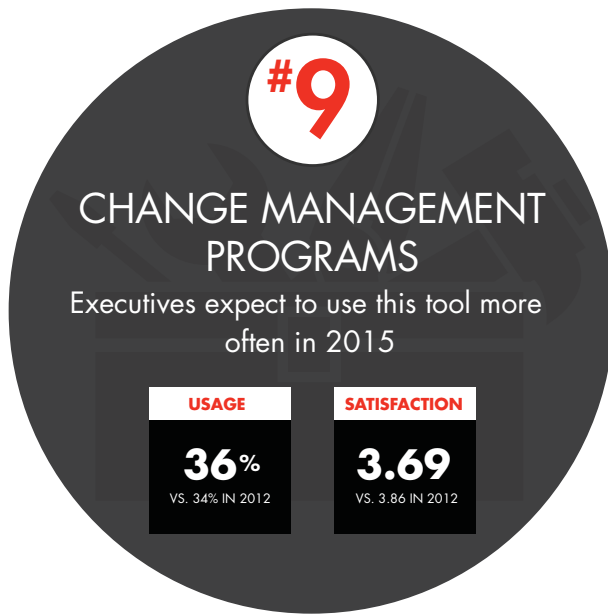 #9
CHANGE MANAGEMENT
PROGRAMS
Executives expect to use this tool more
often in 2015
USAGE
36%
VS. 34% IN 2012
SATISFACTION
3.69
VS. 3.86 IN 2012